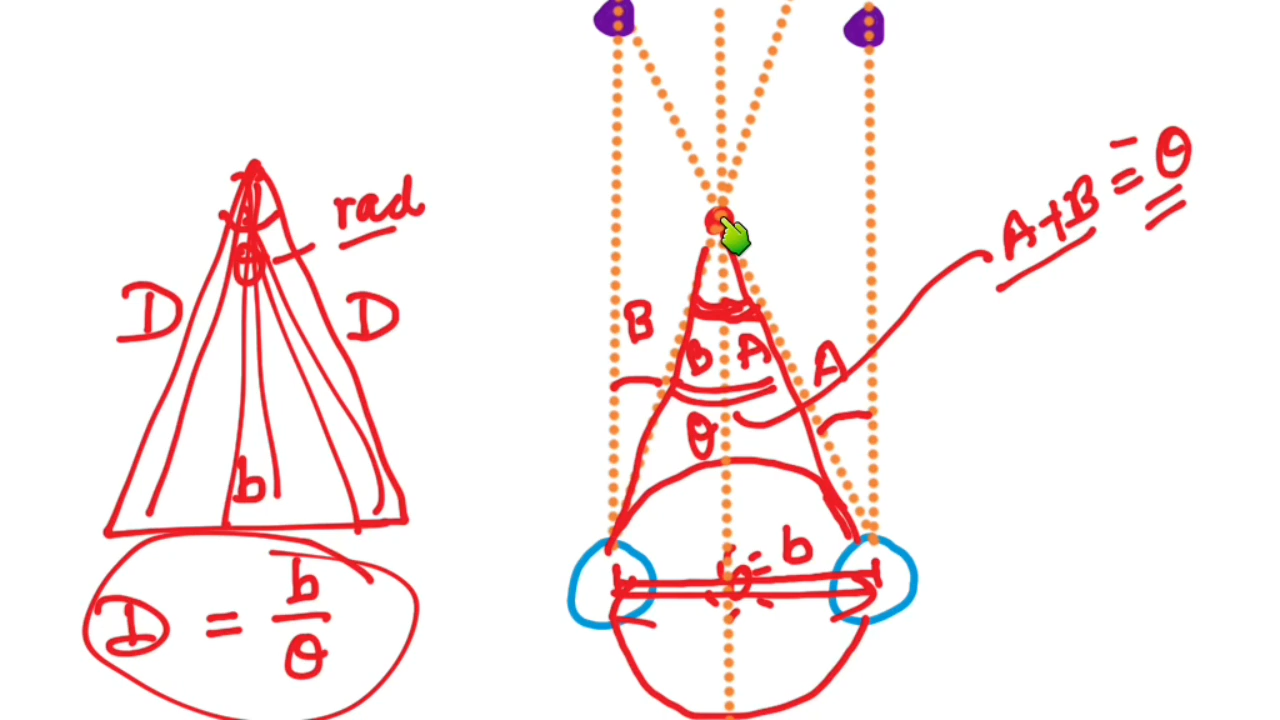 rad
D
D
b
D = b/θ
B
B
A
A
θ
= b
A+B = θ